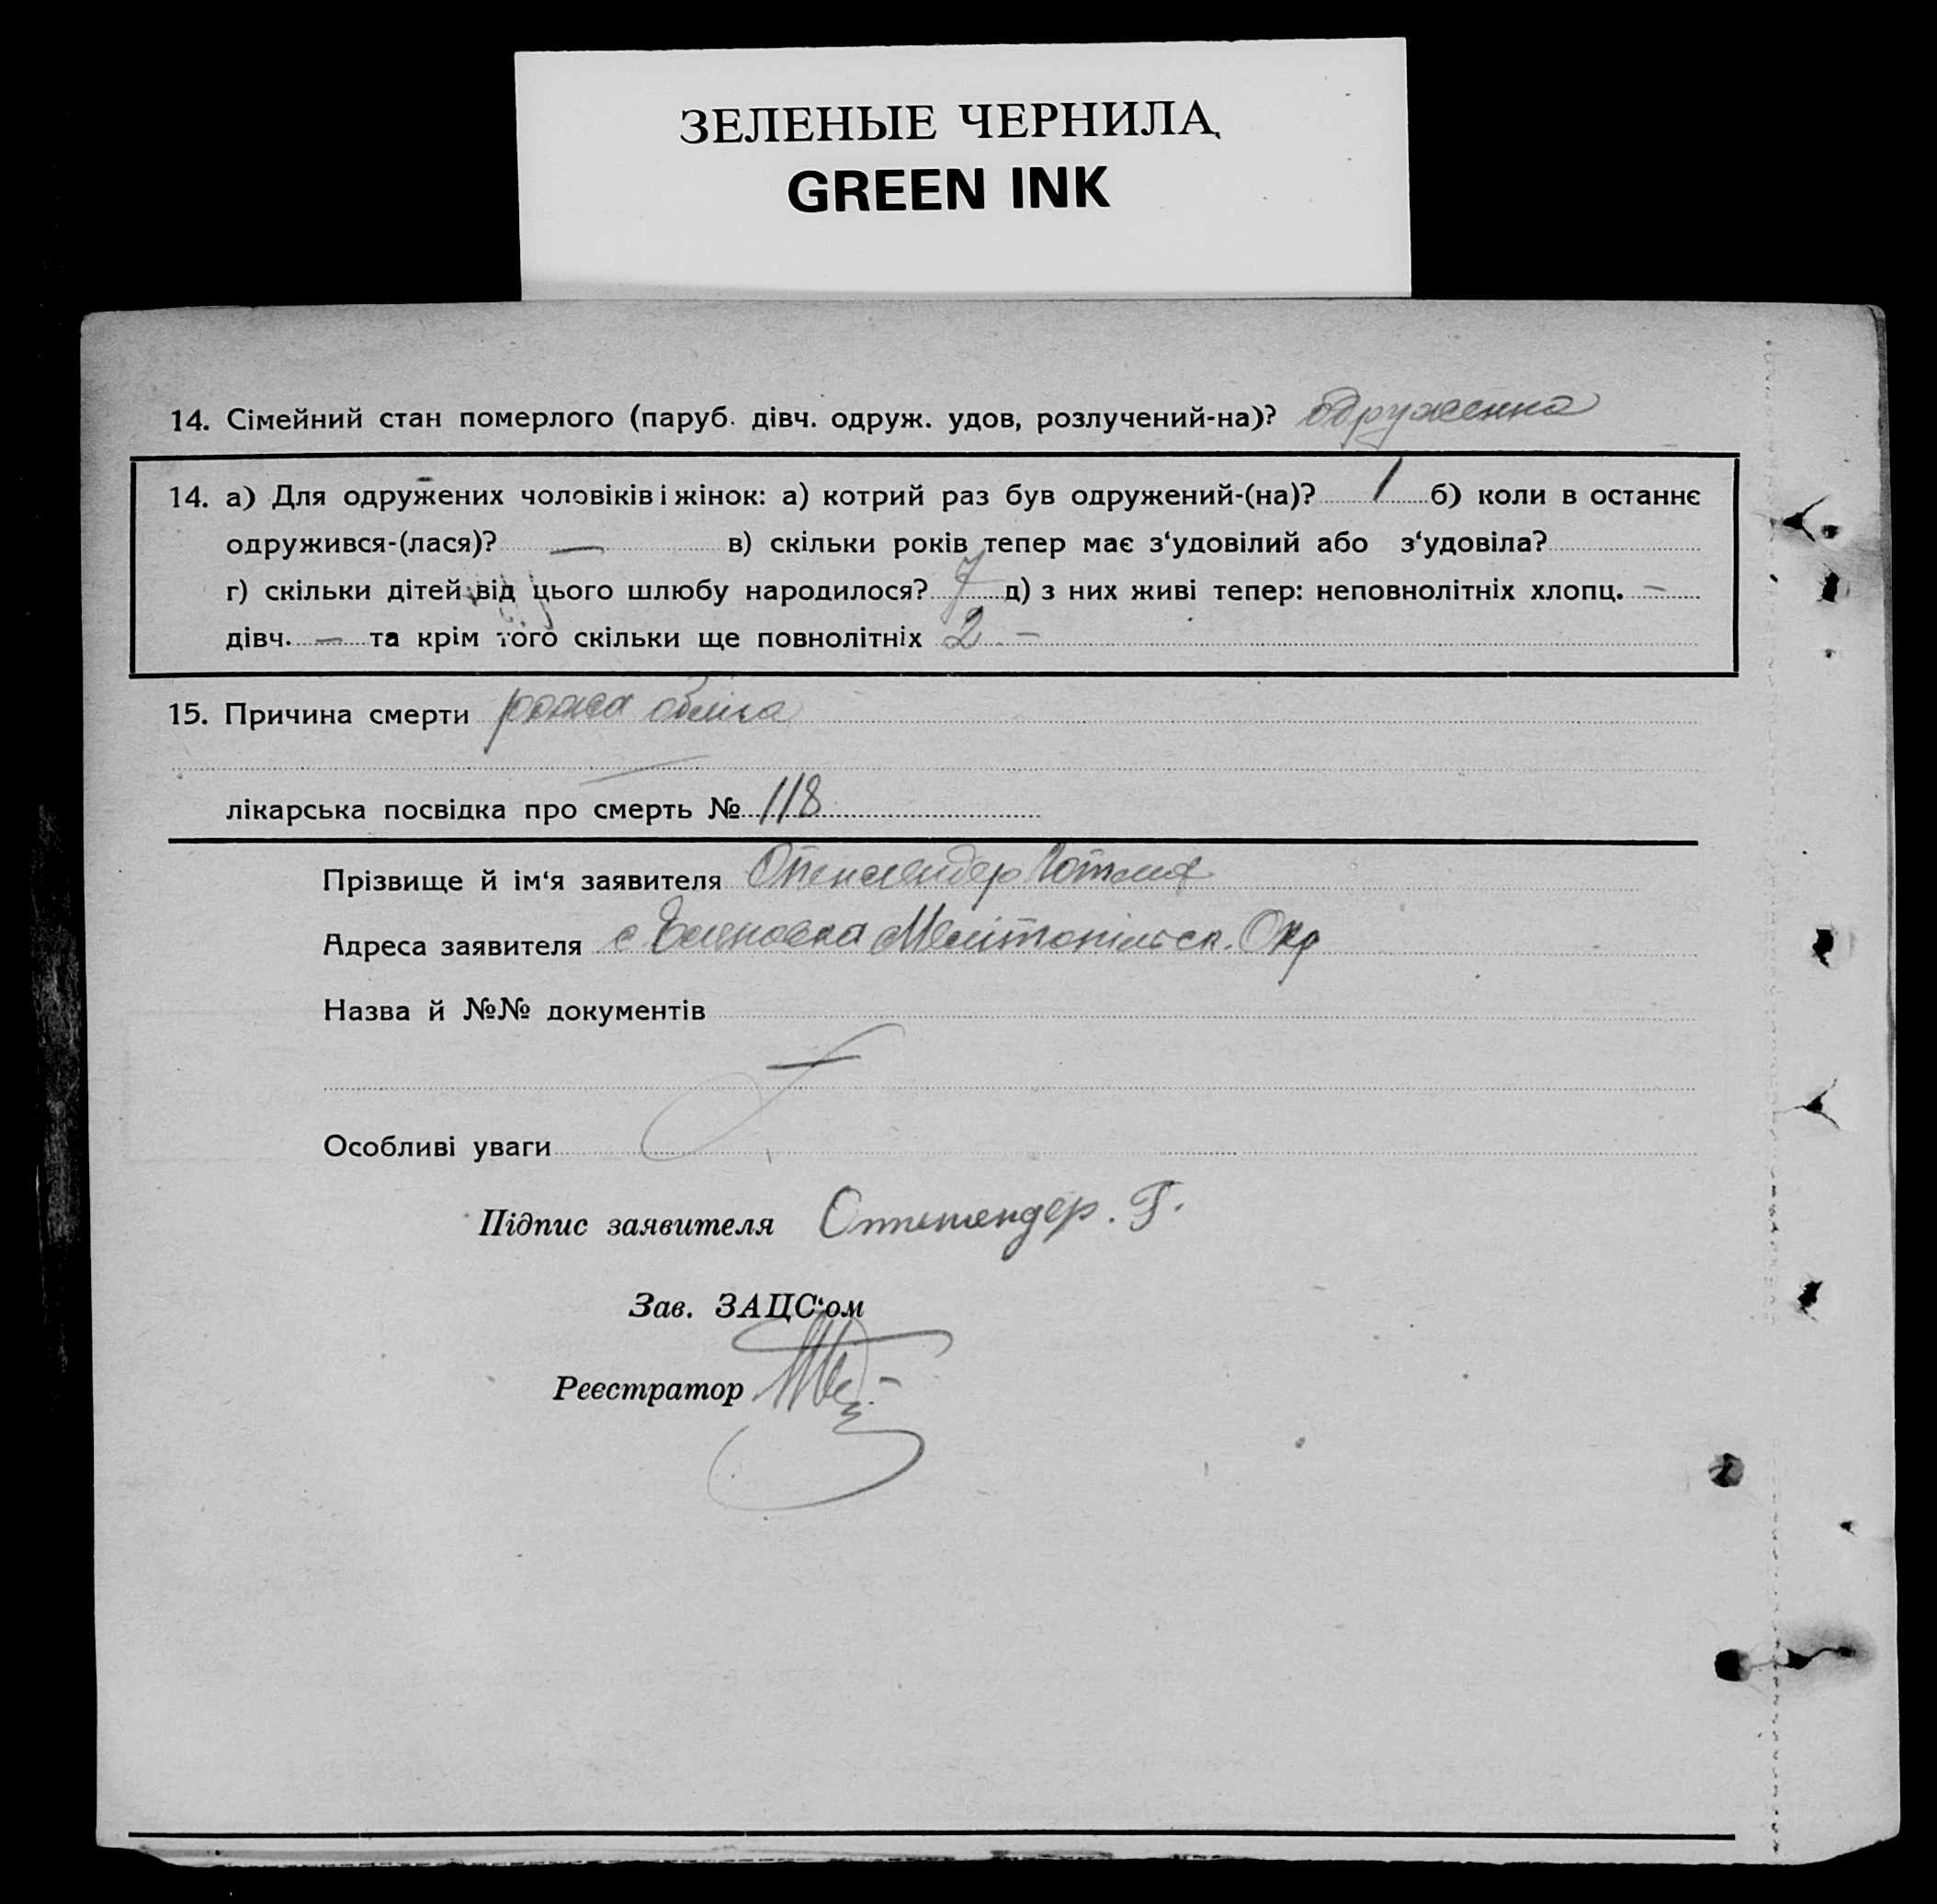 ЗЕЛЕНЫЕ ЧЕРНИЛА
GREEN INK
14. Сімейний стан померлого (паруб. дівч. одруж. удов, розлучений-на)? одруженна
14. а) Для одружених чоловіків і жінок: а) котрий раз був одружений-(на)? 1 б) коли в останнє
одружився-(лася)? — в) скільки років тепер має з‘удовілий або з‘удовіла?
г) скільки дітей від цього шлюбу народилося? 7 д) з них живі тепер: неповнолітніх хлопц. —
дівч. — та крім того скільки ще повнолітніх 2 —
15. Причина смерти рожа
лікарська посвідка про смерть № 118
Прізвище й ім‘я заявителя
Адреса заявителя с Мелітопільск. Окр
Назва й №№ документів
Особливі уваги
Підпис заявителя Г.
Зав. ЗАЦС‘ом
Реєстратор